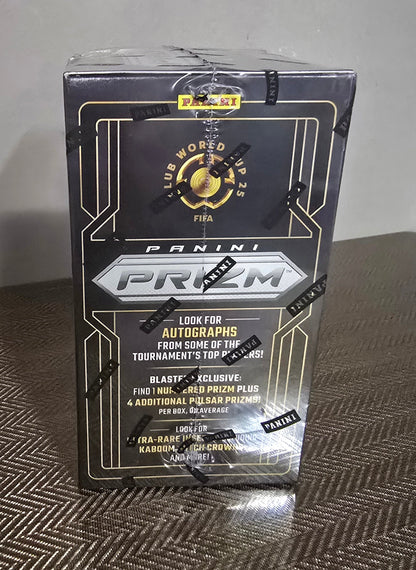 PANINI
CLUB WORLD CUP 25
FIFA
PANINI
PRIZM
LOOK FOR
AUTOGRAPHS
FROM SOME OF THE
TOURNAMENT'S TOP PLAYERS!
BLASTER EXCLUSIVE:
FIND 1 NUMBERED PRIZM PLUS
4 ADDITIONAL PULSAR PRIZMS!
PER BOX, ON AVERAGE
LOOK FOR
KABOOM,
AND MORE!